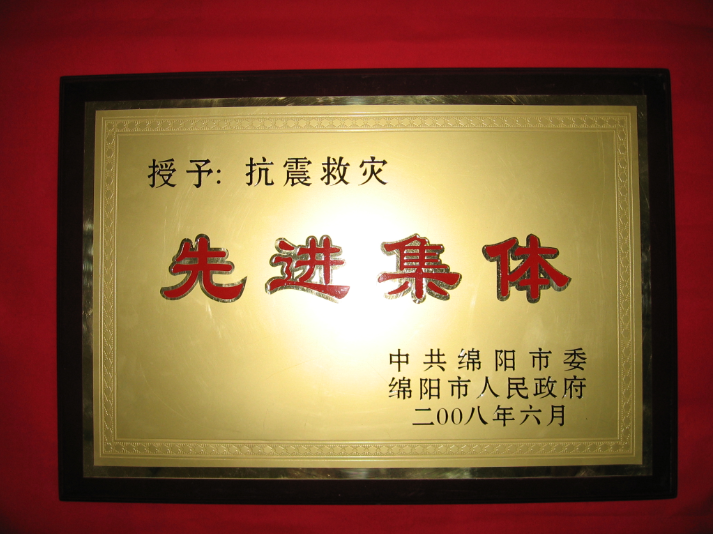 授予：抗震救灾
先进集体
中共绵阳市委
绵阳市人民政府
二00八年六月